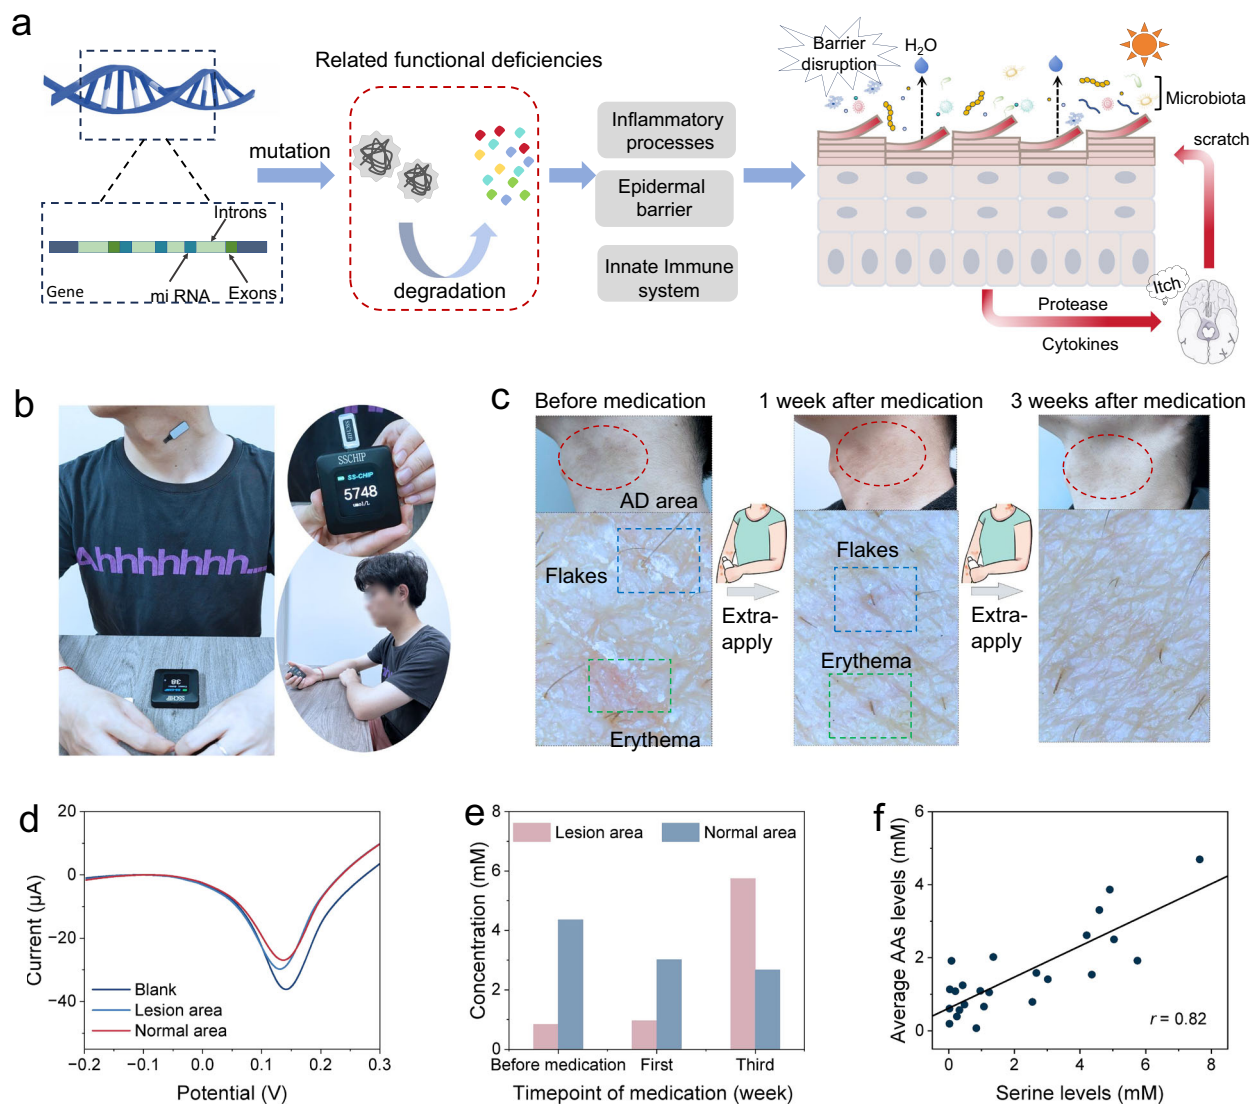 a
Related functional deficiencies
Barrier
disruption
H₂O
Microbiota
scratch
mutation
Inflammatory
processes
Epidermal
barrier
Innate Immune
system
Introns
Gene
mi RNA
Exons
degradation
Protease
Cytokines
Itch
b
SSCHIP
SSCHIP
SS-CHIP
5748
umol/L
Ahhhhhhhh...
38
SSCHIP
c
Before medication
1 week after medication
3 weeks after medication
AD area
Flakes
Erythema
Extra-
apply
Flakes
Erythema
Extra-
apply
d
Current (μA)
20
0
−20
−40
Blank
Lesion area
Normal area
−0.2
−0.1
0.0
0.1
0.2
0.3
Potential (V)
e
Concentration (mM)
8
6
4
2
0
Lesion area
Normal area
Before medication
First
Third
Timepoint of medication (week)
f
Average AAs levels (mM)
6
4
2
0
r = 0.82
0
2
4
6
8
Serine levels (mM)